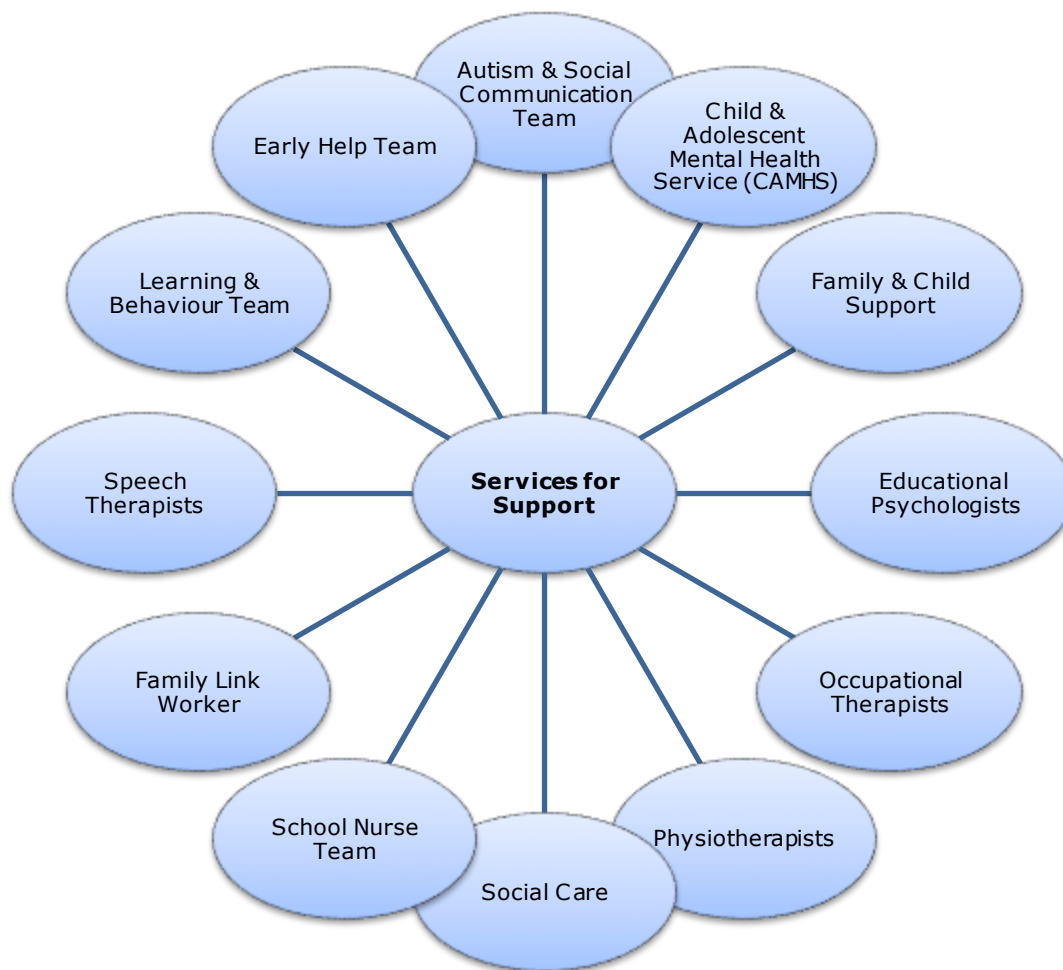 Autism & Social
Communication
Team
Child &
Adolescent
Mental Health
Service (CAMHS)
Family & Child
Support
Educational
Psychologists
Occupational
Therapists
Physiotherapists
Social Care
School Nurse
Team
Family Link
Worker
Speech
Therapists
Learning &
Behaviour Team
Early Help Team
Services for
Support